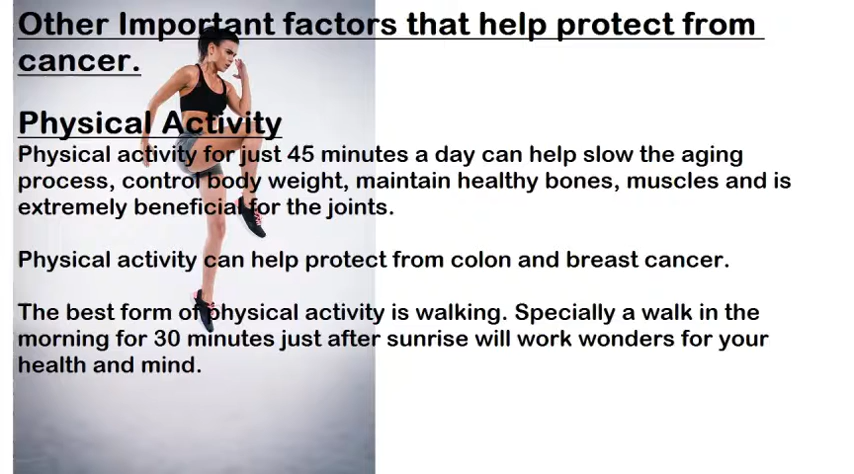 Other Important factors that help protect from
cancer.
Physical Activity
Physical activity for just 45 minutes a day can help slow the aging
process, control body weight, maintain healthy bones, muscles and is
extremely beneficial for the joints.
Physical activity can help protect from colon and breast cancer.
The best form of physical activity is walking. Specially a walk in the
morning for 30 minutes just after sunrise will work wonders for your
health and mind.